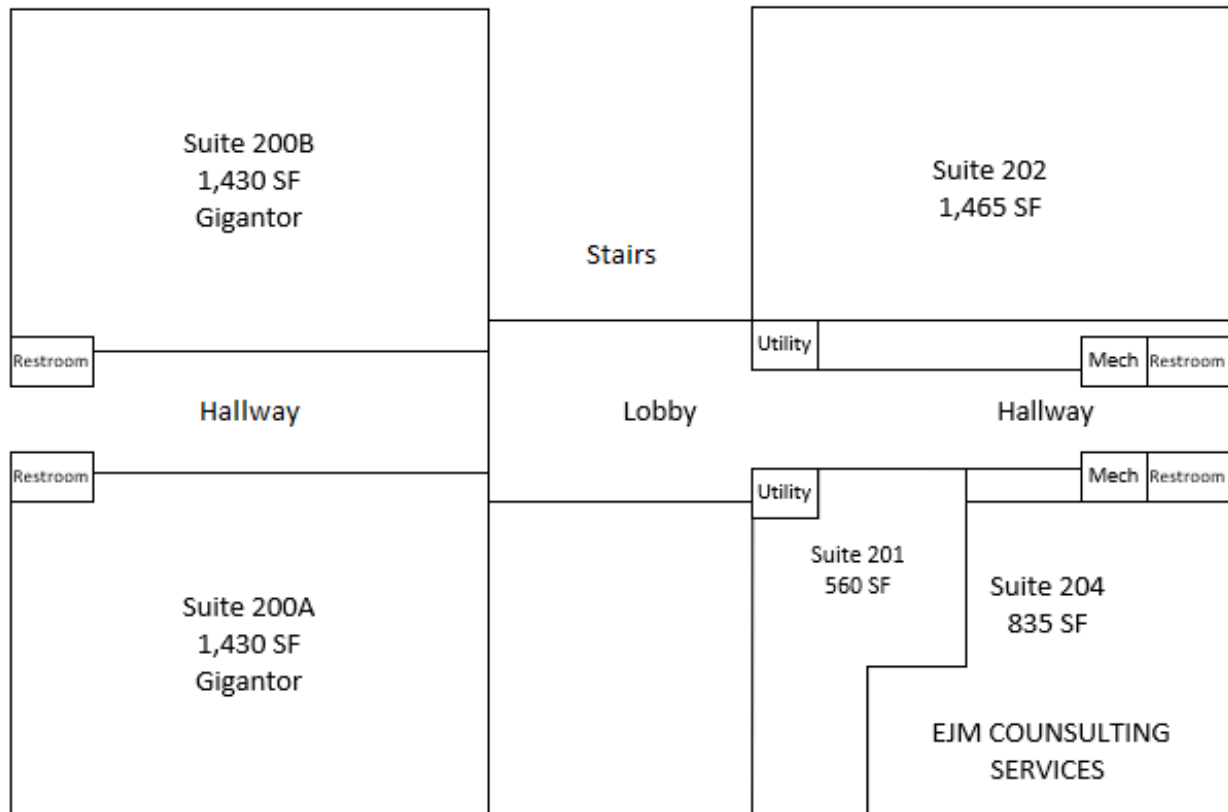 Suite 200B
1,430 SF
Gigantor
Suite 202
1,465 SF
Stairs
Utility
Restroom
Mech
Restroom
Hallway
Lobby
Hallway
Restroom
Utility
Mech
Restroom
Suite 201
560 SF
Suite 204
835 SF
Suite 200A
1,430 SF
Gigantor
EJM COUNSULTING
SERVICES